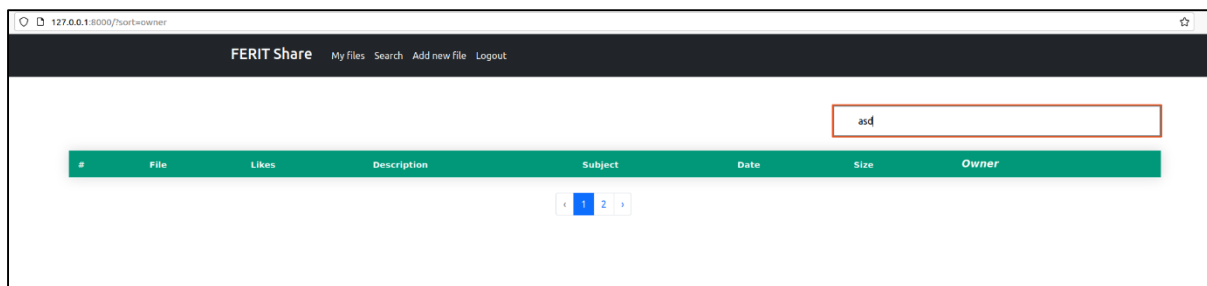 127.0.0.1:8000/?sort=owner
FERIT Share My files Search Add new file Logout
asd
# File Likes Description Subject Date Size Owner
‹ 1 2 ›